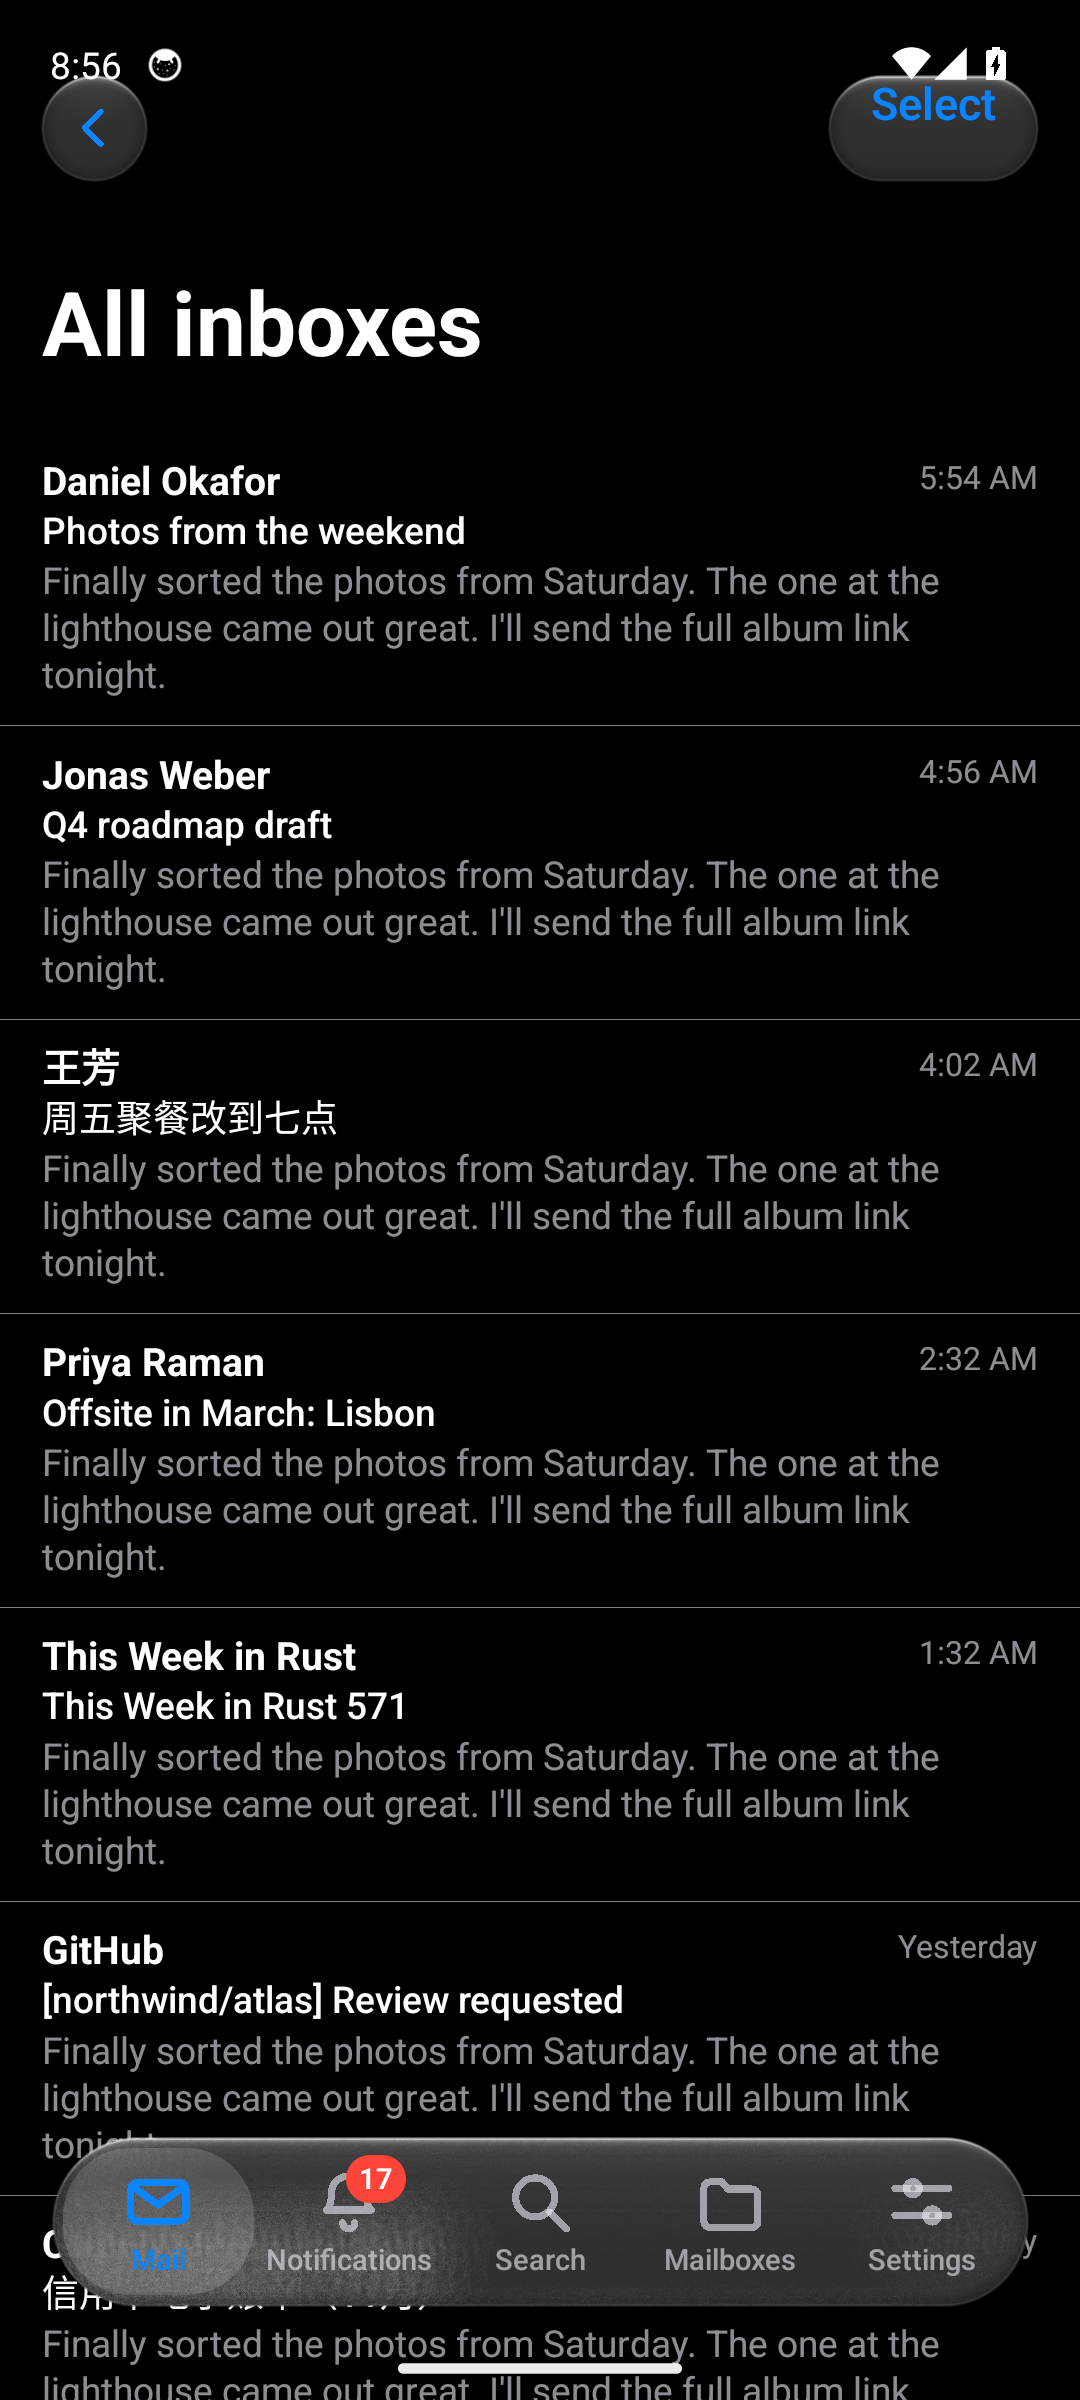 8:56
Select
All inboxes
Daniel Okafor
5:54 AM
Photos from the weekend
Finally sorted the photos from Saturday. The one at the
lighthouse came out great. I'll send the full album link
tonight.
Jonas Weber
4:56 AM
Q4 roadmap draft
Finally sorted the photos from Saturday. The one at the
lighthouse came out great. I'll send the full album link
tonight.
王芳
4:02 AM
周五聚餐改到七点
Finally sorted the photos from Saturday. The one at the
lighthouse came out great. I'll send the full album link
tonight.
Priya Raman
2:32 AM
Offsite in March: Lisbon
Finally sorted the photos from Saturday. The one at the
lighthouse came out great. I'll send the full album link
tonight.
This Week in Rust
1:32 AM
This Week in Rust 571
Finally sorted the photos from Saturday. The one at the
lighthouse came out great. I'll send the full album link
tonight.
GitHub
Yesterday
[northwind/atlas] Review requested
Finally sorted the photos from Saturday. The one at the
lighthouse came out great. I'll send the full album link
17
Mail
Notifications
Search
Mailboxes
Settings
Finally sorted the photos from Saturday. The one at the
lighthouse came out great. I'll send the full album link